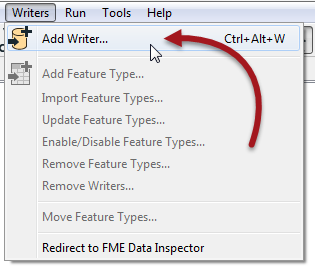 Writers Run Tools Help
Add Writer... Ctrl+Alt+W
Add Feature Type...
Import Feature Types...
Update Feature Types...
Enable/Disable Feature Types...
Remove Feature Types...
Remove Writers...
Move Feature Types...
Redirect to FME Data Inspector